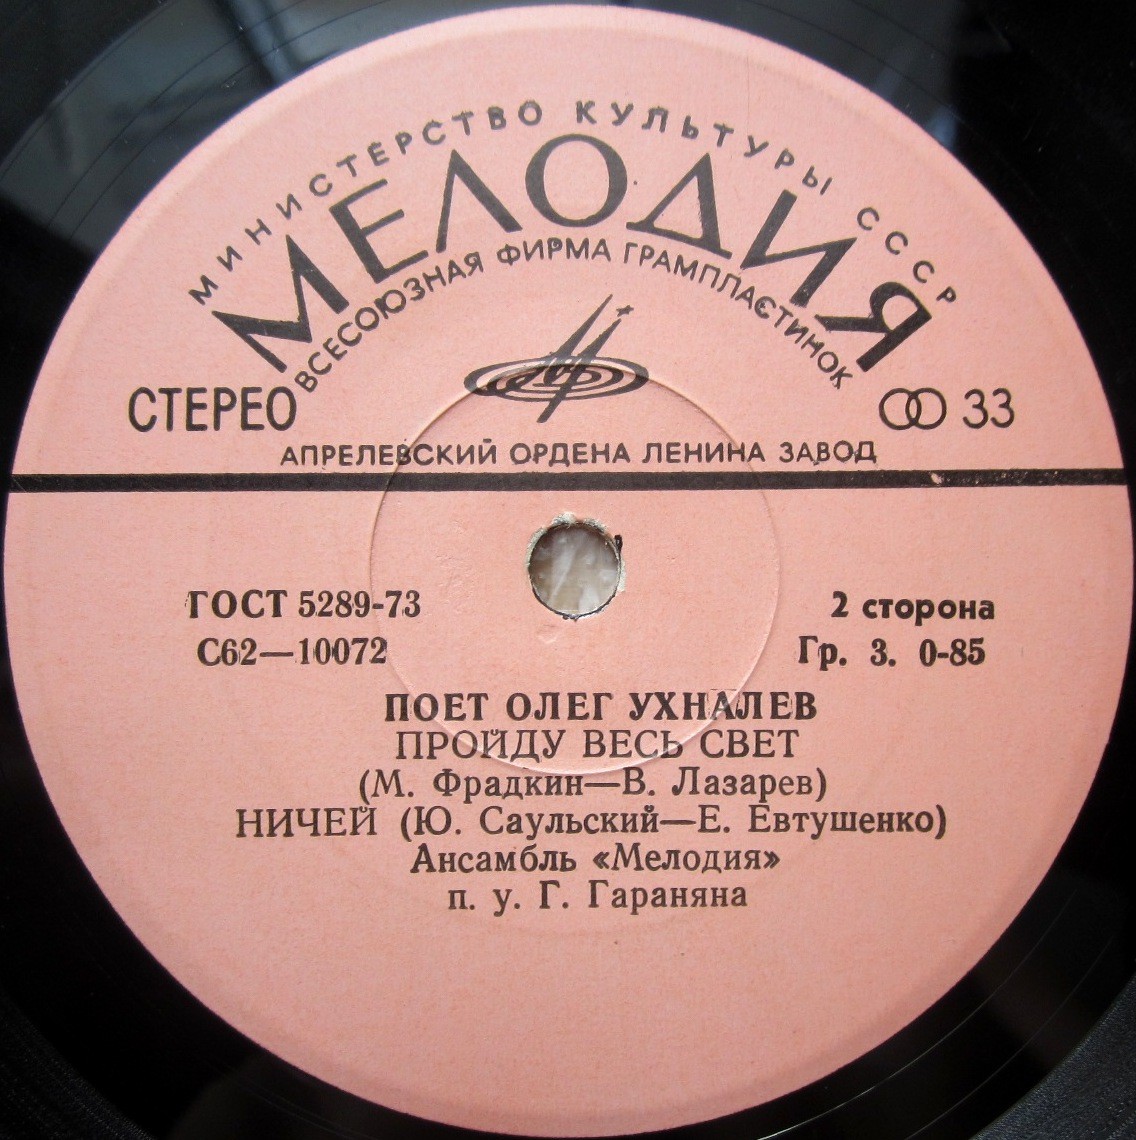 МИНИСТЕРСТВО КУЛЬТУРЫ СССР
МЕЛОДИЯ
ВСЕСОЮЗНАЯ ФИРМА ГРАМПЛАСТИНОК
СТЕРЕО
33
АПРЕЛЕВСКИЙ ОРДЕНА ЛЕНИНА ЗАВОД
ГОСТ 5289-73
2 сторона
С62—10072
Гр. 3. 0-85
ПОЕТ ОЛЕГ УХНАЛЕВ
ПРОЙДУ ВЕСЬ СВЕТ
(М. Фрадкин—В. Лазарев)
НИЧЕЙ (Ю. Саульский—Е. Евтушенко)
Ансамбль «Мелодия»
п. у. Г. Гараняна